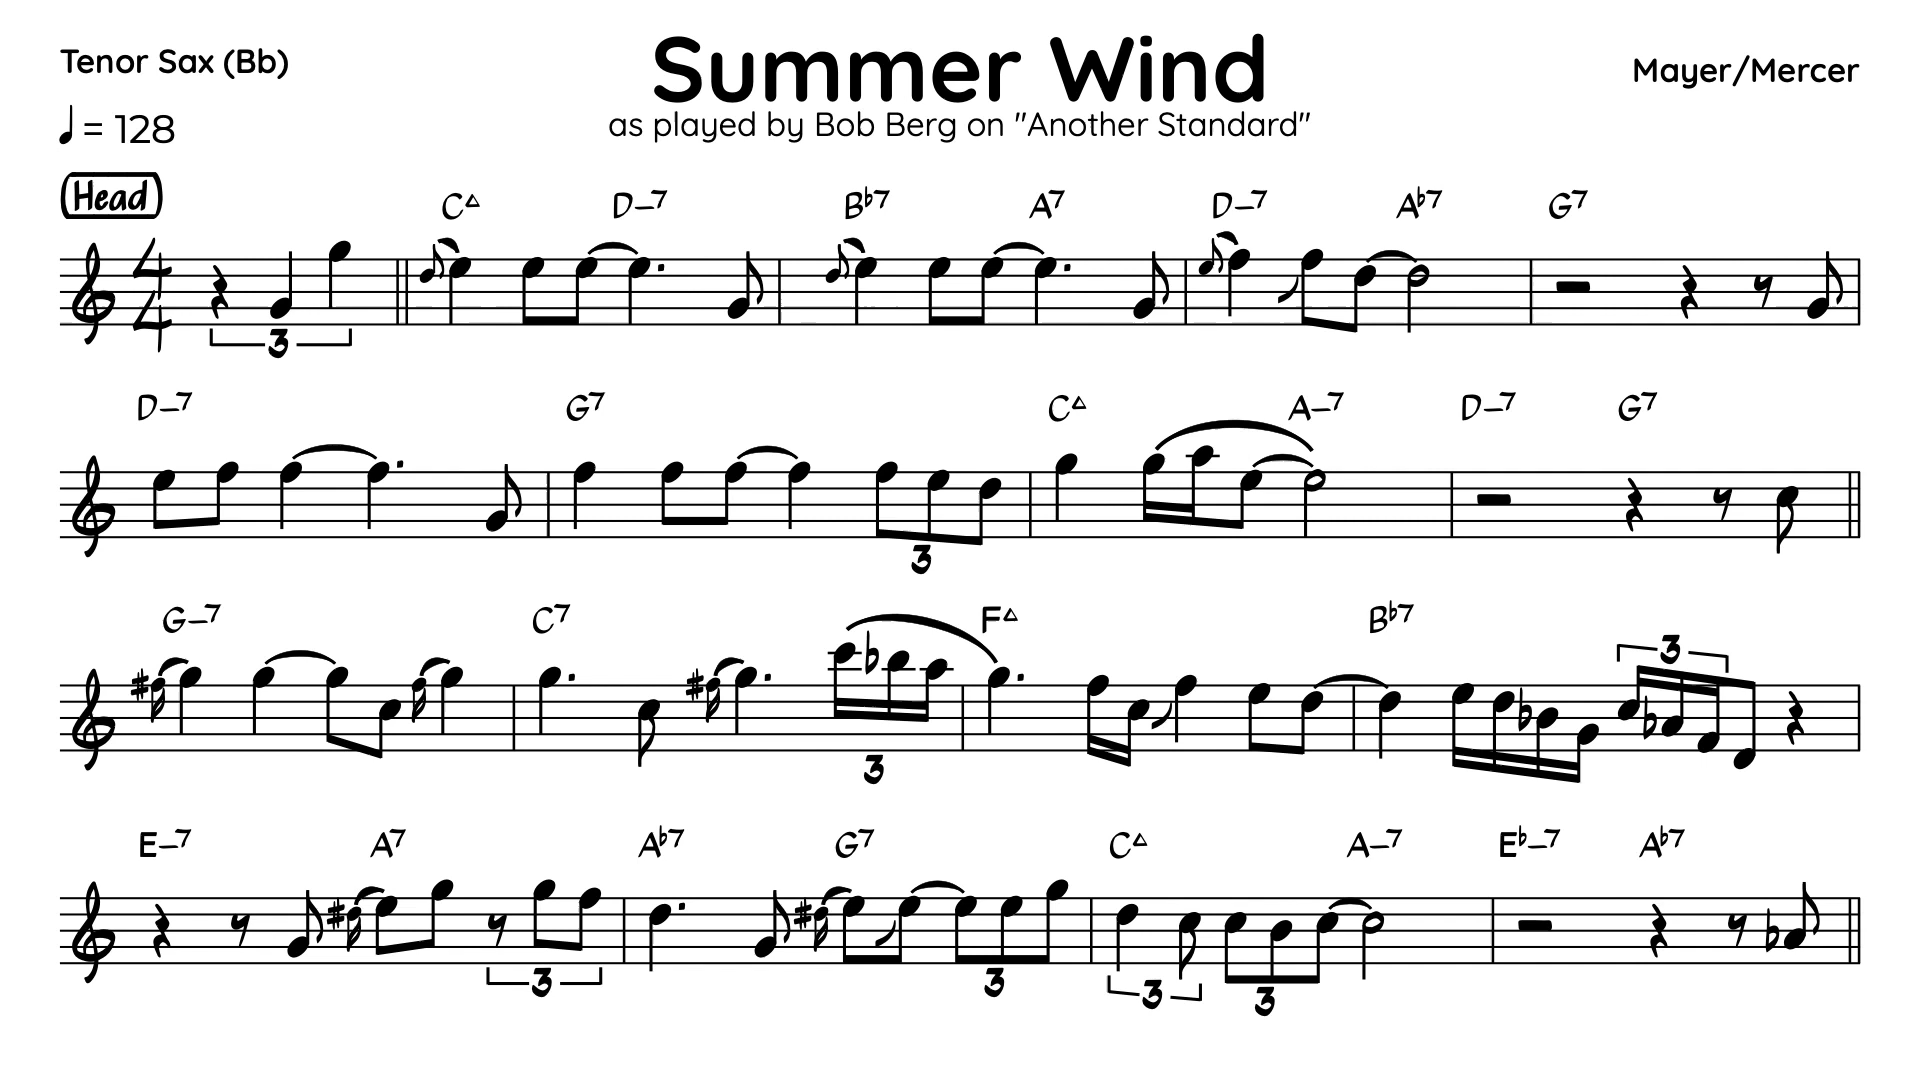 Tenor Sax (Bb)
Summer Wind
Mayer/Mercer
as played by Bob Berg on "Another Standard"
♩ = 128
Head
C△ D–7 B♭7 A7 D–7 A♭7 G7
4
4
3
D–7 G7 C△ A–7 D–7 G7
3
G–7 C7 F△ B♭7
3
3
E–7 A7 A♭7 G7 C△ A–7 E♭–7 A♭7
3 3 3 3